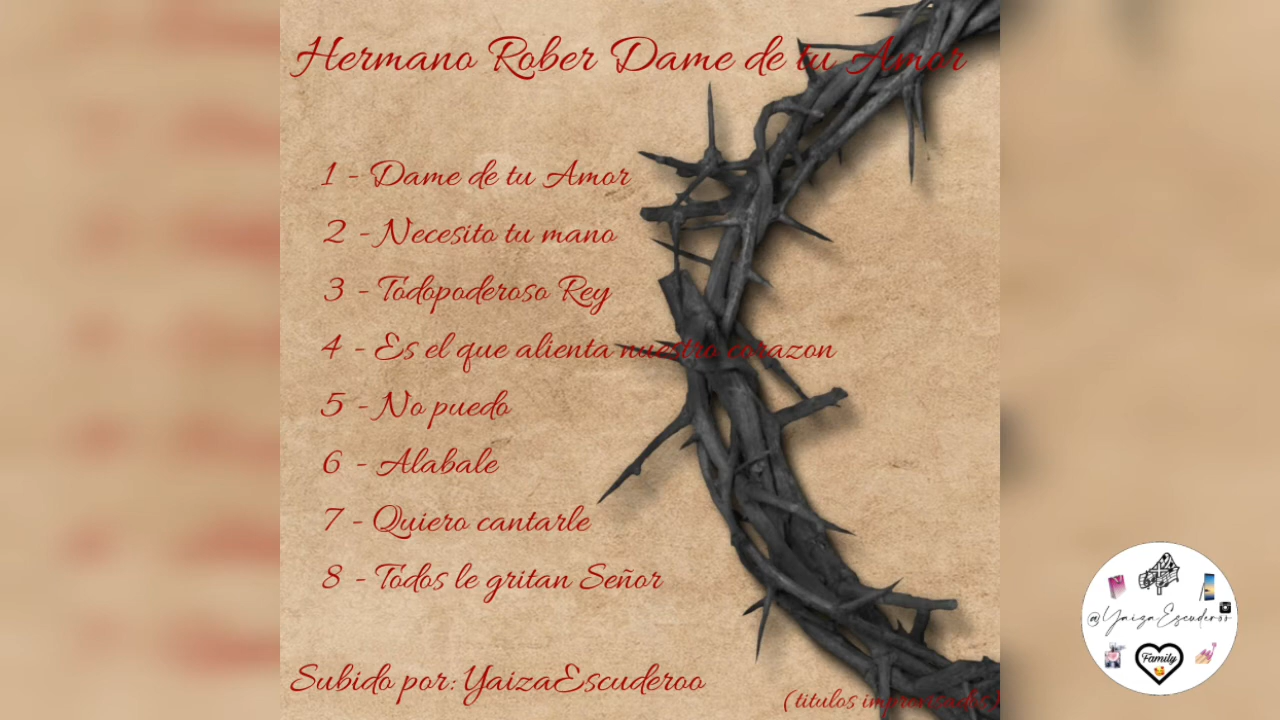 Hermano Rober Dame de tu Amor
1 - Dame de tu Amor
2 - Necesito tu mano
3 - Todopoderoso Rey
4 - Es el que alienta nuestro corazon
5 - No puedo
6 - Alabale
7 - Quiero cantarle
8 - Todos le gritan Señor
Subido por: YaizaEscuderoo
(titulos improvisados)
@YaizaEscuderoo
Family